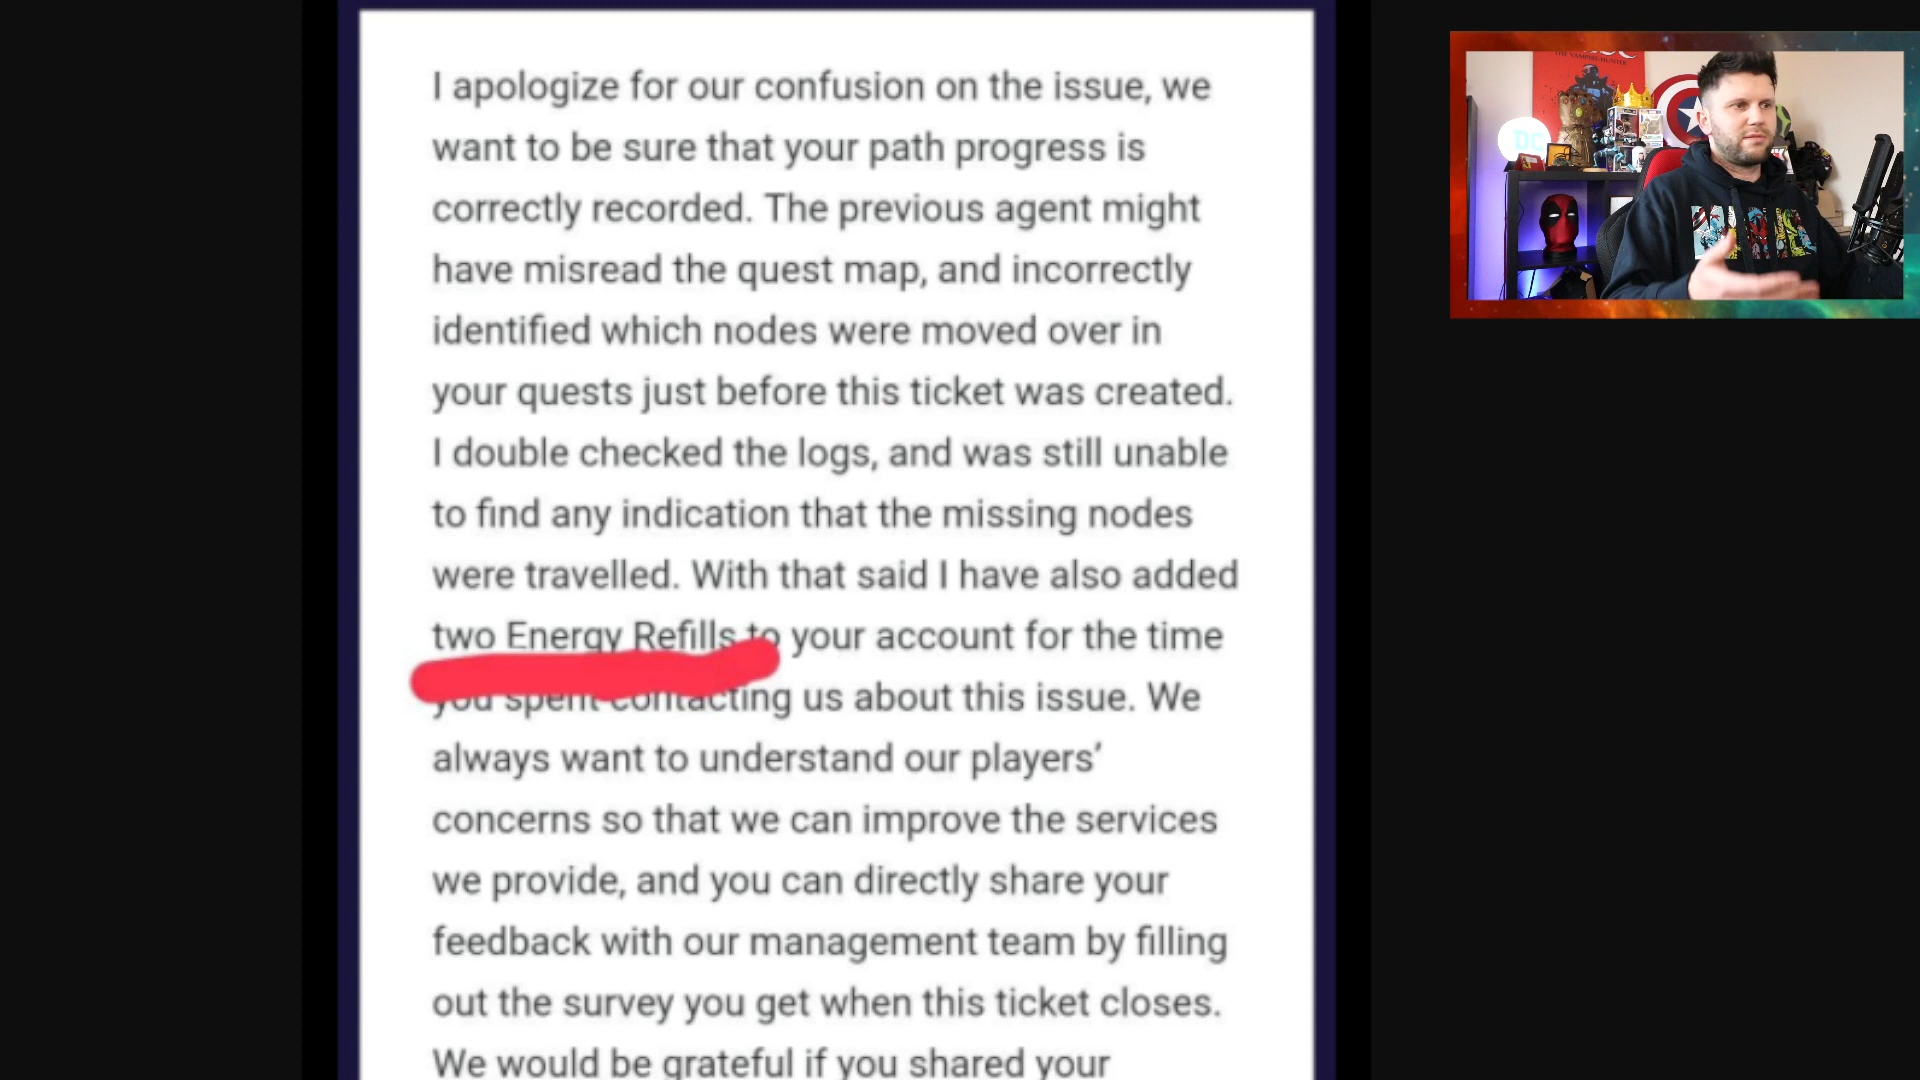 I apologize for our confusion on the issue, we
want to be sure that your path progress is
correctly recorded. The previous agent might
have misread the quest map, and incorrectly
identified which nodes were moved over in
your quests just before this ticket was created.
I double checked the logs, and was still unable
to find any indication that the missing nodes
were travelled. With that said I have also added
two Energy Refills to your account for the time
you spent contacting us about this issue. We
always want to understand our players’
concerns so that we can improve the services
we provide, and you can directly share your
feedback with our management team by filling
out the survey you get when this ticket closes.
We would be grateful if you shared your
THE VAMPIRE HUNTER
DC